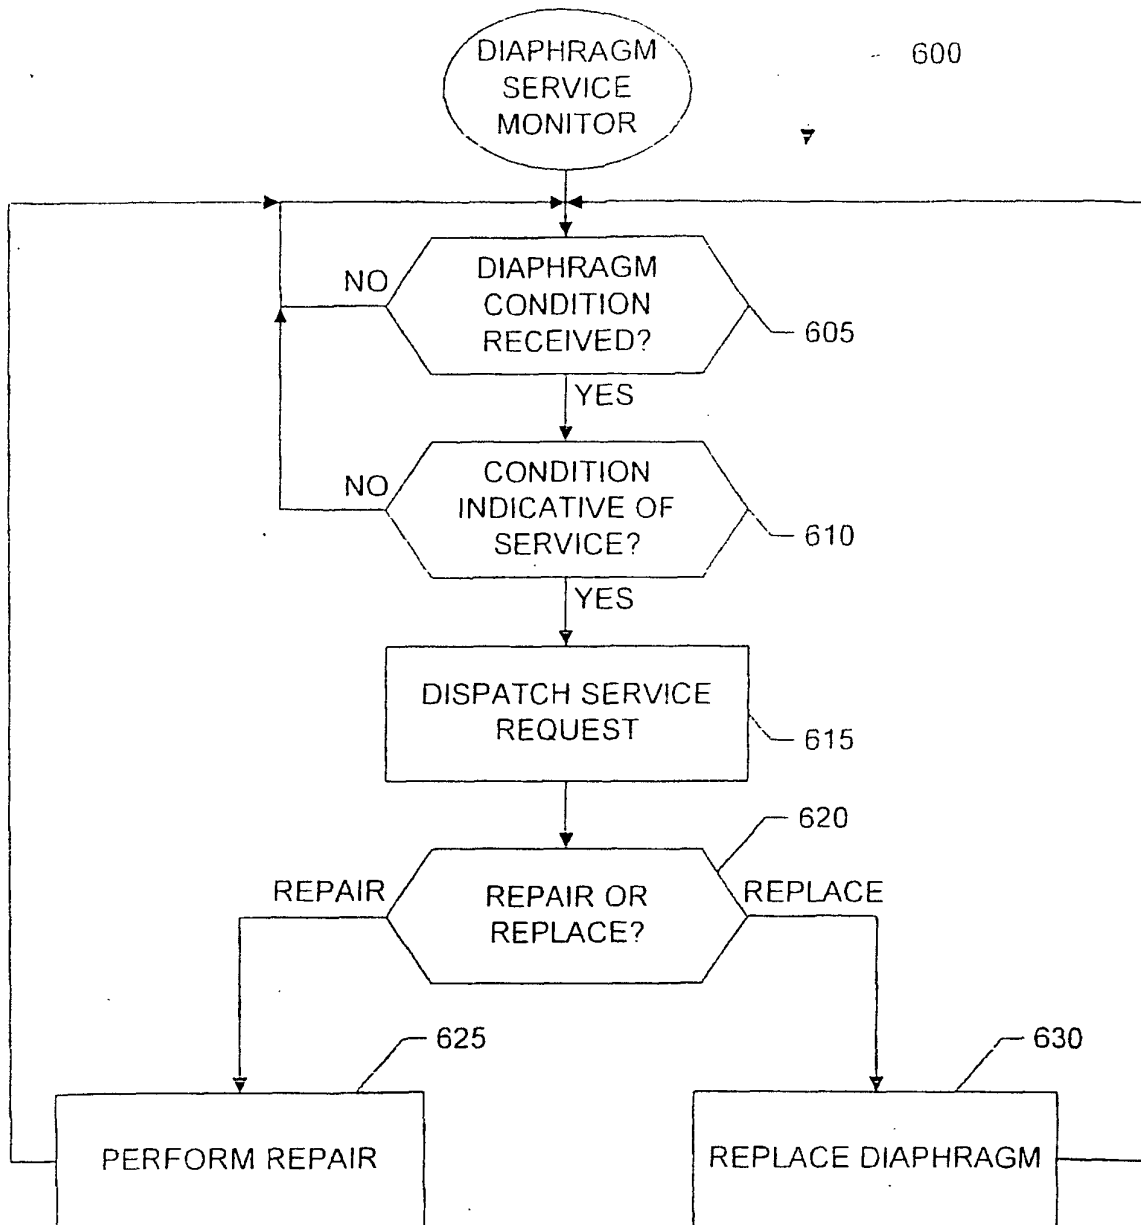 DIAPHRAGM
SERVICE
MONITOR
600
NO
DIAPHRAGM
CONDITION
RECEIVED?
605
YES
NO
CONDITION
INDICATIVE OF
SERVICE?
610
YES
DISPATCH SERVICE
REQUEST
615
620
REPAIR
REPAIR OR
REPLACE?
REPLACE
625
630
PERFORM REPAIR
REPLACE DIAPHRAGM